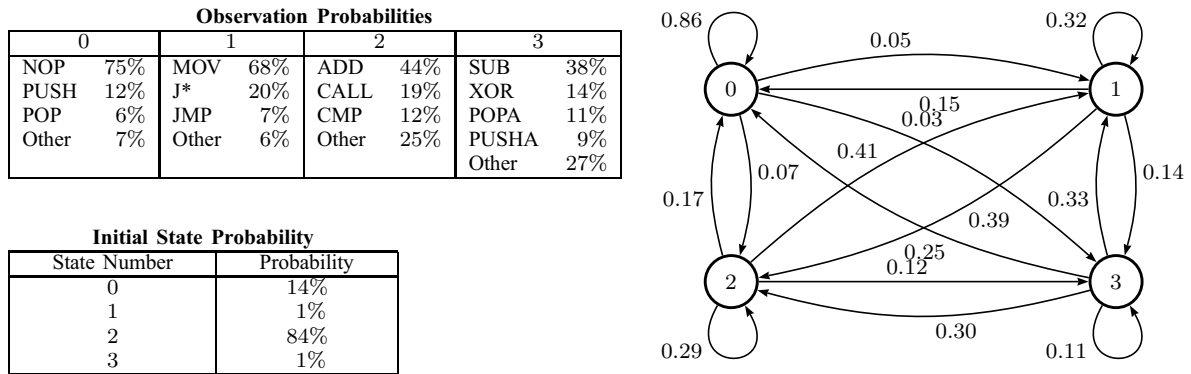 Observation Probabilities
0 1 2 3
NOP 75% MOV 68% ADD 44% SUB 38%
PUSH 12% J* 20% CALL 19% XOR 14%
POP 6% JMP 7% CMP 12% POPA 11%
Other 7% Other 6% Other 25% PUSHA 9%
Other 27%
Initial State Probability
State Number Probability
0 14%
1 1%
2 84%
3 1%
0.86 0.32
0.05
0 1
0.15
0.03
0.41 0.07 0.14
0.17 0.33
0.39
0.25
0.12
2 3
0.30
0.29 0.11